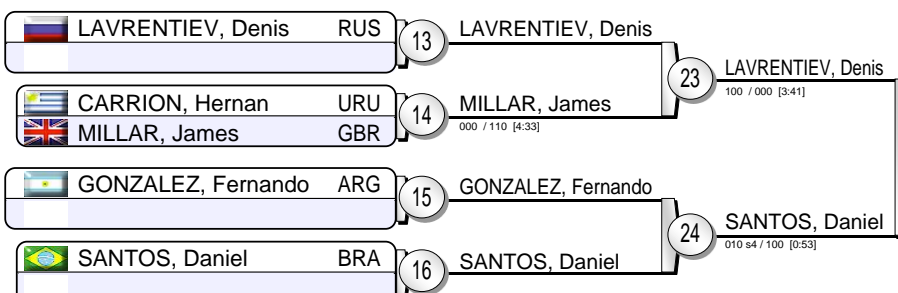 LAVRENTIEV, Denis RUS
13
LAVRENTIEV, Denis
23
LAVRENTIEV, Denis
100 / 000 [3:41]
CARRION, Hernan URU
MILLAR, James GBR
14
MILLAR, James
000 / 110 [4:33]
GONZALEZ, Fernando ARG
15
GONZALEZ, Fernando
24
SANTOS, Daniel
010 s4 / 100 [0:53]
SANTOS, Daniel BRA
16
SANTOS, Daniel